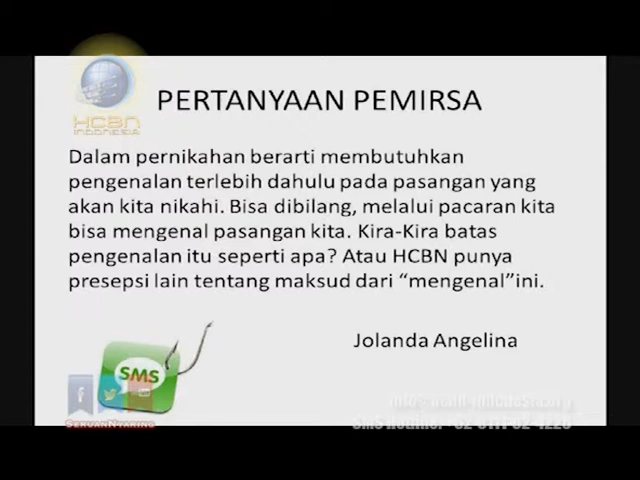 HCBN
INDONESIA
PERTANYAAN PEMIRSA
Dalam pernikahan berarti membutuhkan
pengenalan terlebih dahulu pada pasangan yang
akan kita nikahi. Bisa dibilang, melalui pacaran kita
bisa mengenal pasangan kita. Kira-Kira batas
pengenalan itu seperti apa? Atau HCBN punya
presepsi lain tentang maksud dari “mengenal”ini.
Jolanda Angelina
SMS
SERUANNYARING